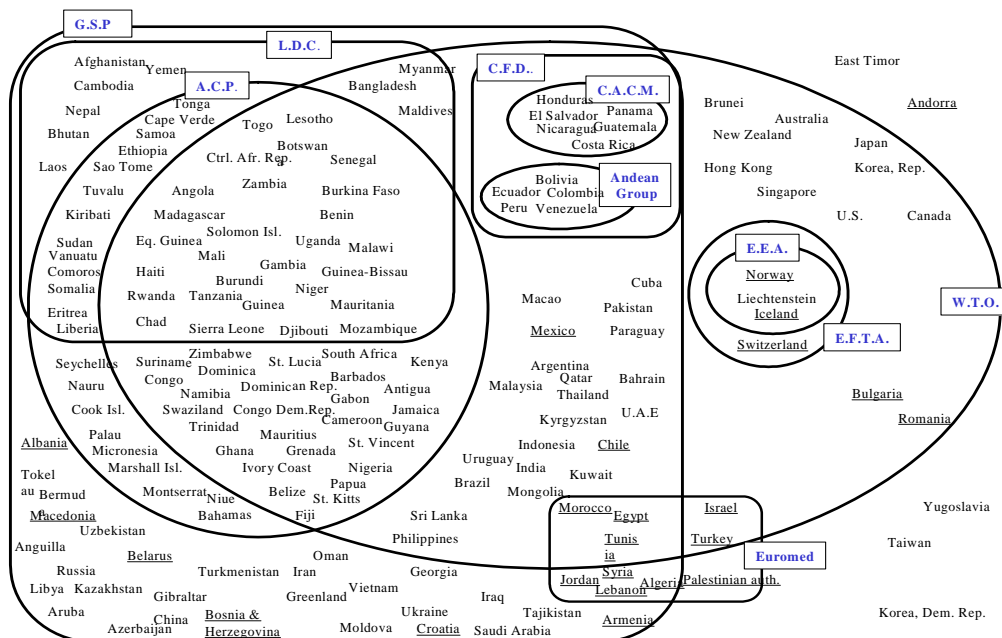 G.S.P
L.D.C.
Afghanistan
Yemen
Myanmar
C.F.D..
East Timor
Cambodia
A.C.P.
Bangladesh
C.A.C.M.
Nepal
Tonga
Maldives
Honduras
Panama
Brunei
Andorra
Cape Verde
Togo
Lesotho
El Salvador
Australia
Bhutan
Samoa
Nicaragua
Guatemala
New Zealand
Ethiopia
Botswan
a
Costa Rica
Japan
Laos
Sao Tome
Ctrl. Afr. Rep.
Senegal
Hong Kong
Korea, Rep.
Tuvalu
Angola
Zambia
Burkina Faso
Bolivia
Andean
Group
Ecuador
Colombia
Singapore
Kiribati
Madagascar
Benin
Peru
Venezuela
U.S.
Canada
Solomon Isl.
Sudan
Eq. Guinea
Uganda
Malawi
E.E.A.
Vanuatu
Mali
Comoros
Haiti
Gambia
Guinea-Bissau
Norway
Somalia
Burundi
Niger
Cuba
Rwanda
Tanzania
Guinea
Mauritania
Macao
Pakistan
Liechtenstein
W.T.O.
Eritrea
Iceland
Liberia
Chad
Sierra Leone
Djibouti
Mozambique
Mexico
Paraguay
Switzerland
E.F.T.A.
Seychelles
Suriname
Zimbabwe
St. Lucia
South Africa
Kenya
Argentina
Nauru
Congo
Dominica
Barbados
Qatar
Bahrain
Namibia
Dominican Rep.
Gabon
Antigua
Malaysia
Thailand
Bulgaria
Cook Isl.
Swaziland
Congo Dem.Rep.
Jamaica
U.A.E
Trinidad
Cameroon
Guyana
Kyrgyzstan
Romania
Albania
Palau
Mauritius
St. Vincent
Indonesia
Chile
Micronesia
Ghana
Grenada
Uruguay
Tokel
au
Marshall Isl.
Ivory Coast
Nigeria
India
Kuwait
Bermud
a
Montserrat
Niue
Belize
Papua
Brazil
Mongolia
St. Kitts
Macedonia
Bahamas
Fiji
Sri Lanka
Morocco
Egypt
Israel
Yugoslavia
Uzbekistan
Philippines
Tunis
ia
Turkey
Taiwan
Anguilla
Belarus
Oman
Euromed
Russia
Turkmenistan
Iran
Georgia
Syria
Jordan
Algeria
Palestinian auth.
Libya
Kazakhstan
Gibraltar
Greenland
Vietnam
Iraq
Lebanon
Aruba
China
Bosnia &
Herzegovina
Ukraine
Tajikistan
Armenia
Korea, Dem. Rep.
Azerbaijan
Moldova
Croatia
Saudi Arabia